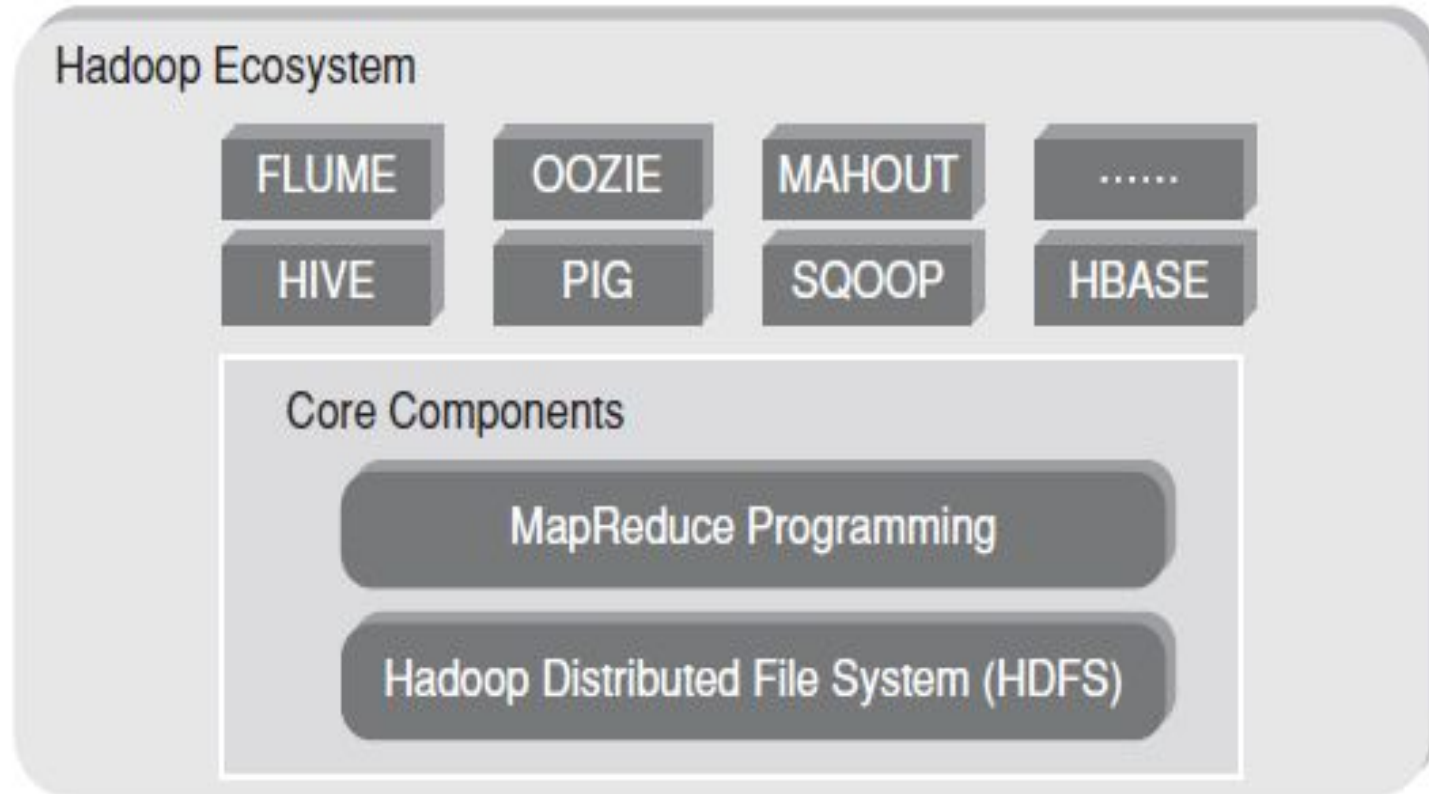 Hadoop Ecosystem
FLUME OOZIE MAHOUT ......
HIVE PIG SQOOP HBASE
Core Components
MapReduce Programming
Hadoop Distributed File System (HDFS)